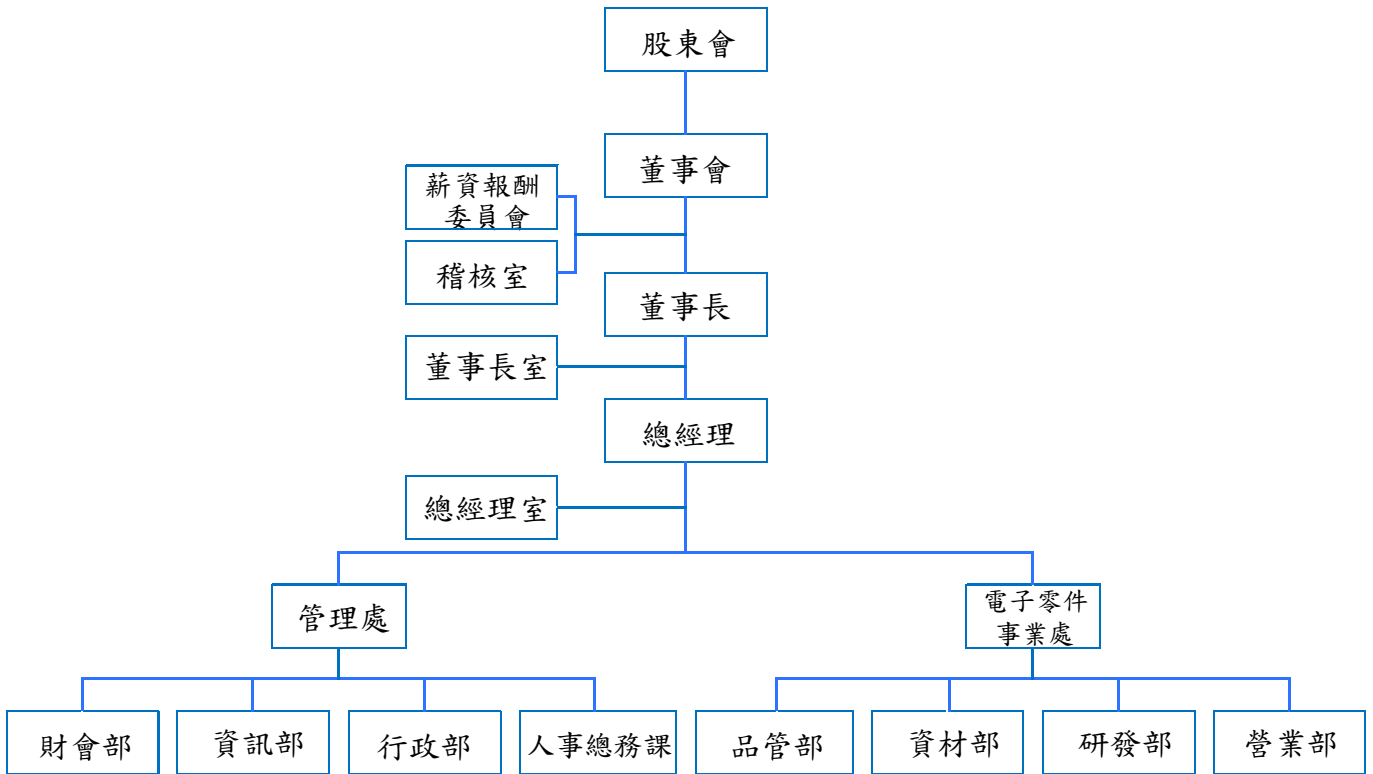 股東會
董事會
薪資報酬
委員會
稽核室
董事長
董事長室
總經理
總經理室
管理處
電子零件
事業處
財會部
資訊部
行政部
人事總務課
品管部
資材部
研發部
營業部